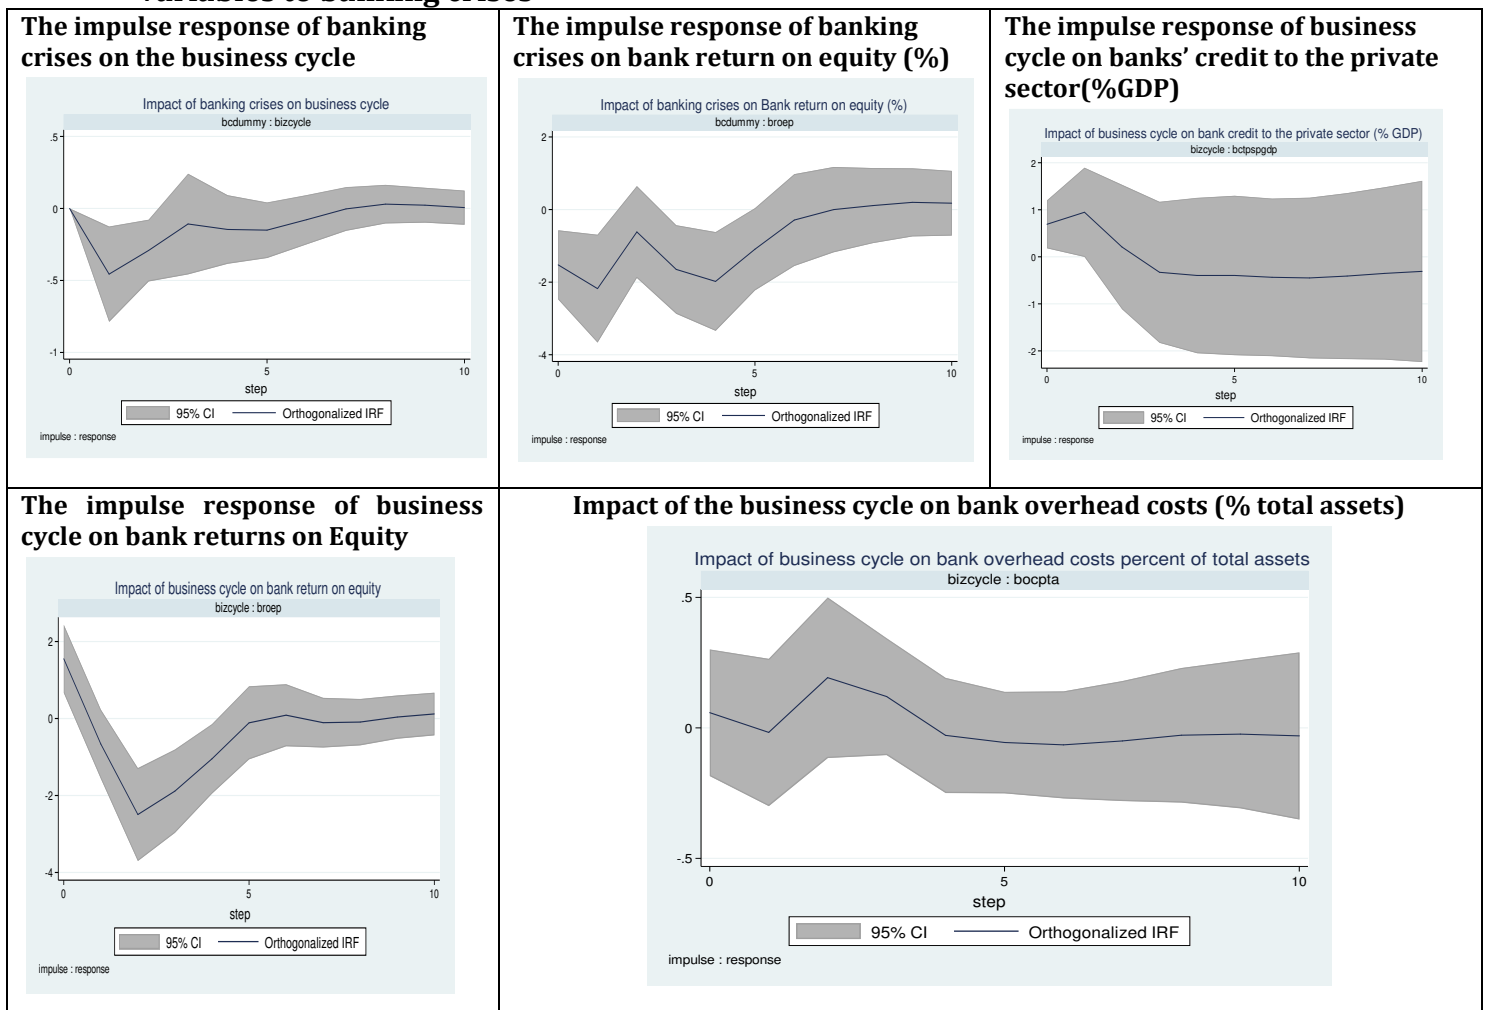 variables to banking crises
The impulse response of banking
crises on the business cycle
Impact of banking crises on business cycle
bcdummy : bizcycle
.5
0
-.5
-1
0
5
10
step
95% CI
Orthogonalized IRF
impulse : response
The impulse response of banking
crises on bank return on equity (%)
Impact of banking crises on Bank return on equity (%)
bcdummy : broep
2
0
-2
-4
0
5
10
step
95% CI
Orthogonalized IRF
impulse : response
The impulse response of business
cycle on banks’ credit to the private
sector(%GDP)
Impact of business cycle on bank credit to the private sector (% GDP)
bizcycle : bctpspgdp
2
1
0
-1
-2
0
5
10
step
95% CI
Orthogonalized IRF
impulse : response
The impulse response of business
cycle on bank returns on Equity
Impact of business cycle on bank return on equity
bizcycle : broep
2
0
-2
-4
0
5
10
step
95% CI
Orthogonalized IRF
impulse : response
Impact of the business cycle on bank overhead costs (% total assets)
Impact of business cycle on bank overhead costs percent of total assets
bizcycle : bocpta
.5
0
-.5
0
5
10
step
95% CI
Orthogonalized IRF
impulse : response